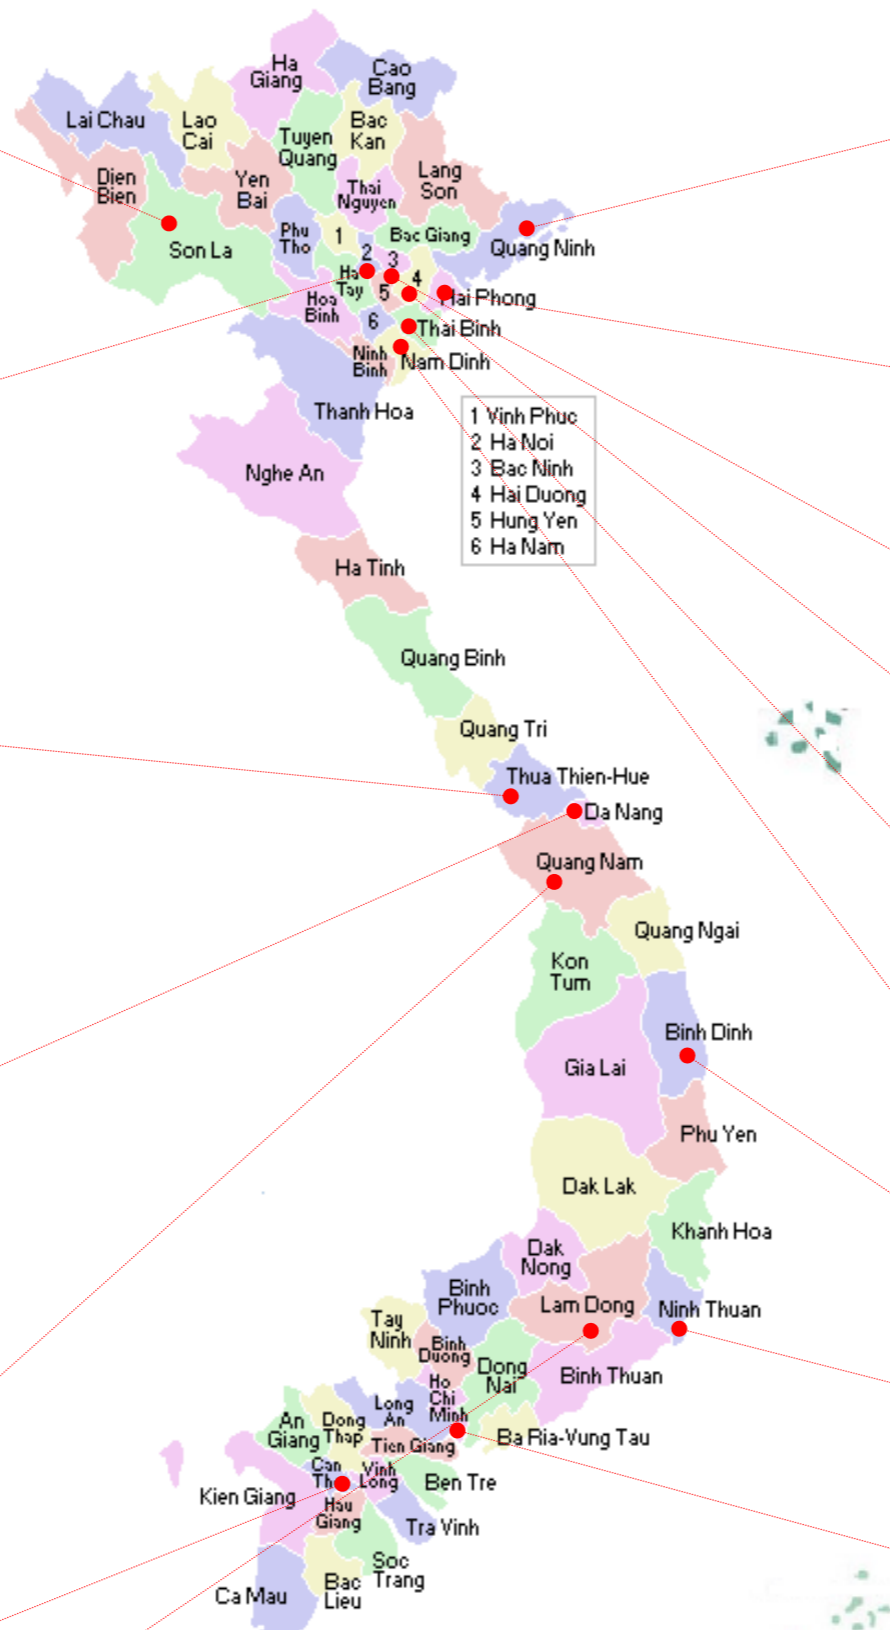 Ha
Giang
Cao
Bang
Lai Chau
Lao
Cai
Bac
Kan
Tuyen
Quang
Lang
Son
Dien
Bien
Yen
Bai
Thai
Nguyen
Phu
Tho
1
Bac Giang
Quang Ninh
Son La
2
3
Ha
Tay
4
5
Hai Phong
Hoa
Binh
6
Thai Binh
Ninh
Binh
Nam Dinh
Thanh Hoa
1 Vinh Phuc
2 Ha Noi
3 Bac Ninh
4 Hai Duong
5 Hung Yen
6 Ha Nam
Nghe An
Ha Tinh
Quang Binh
Quang Tri
Thua Thien-Hue
Da Nang
Quang Nam
Quang Ngai
Kon
Tum
Binh Dinh
Gia Lai
Phu Yen
Dak Lak
Khanh Hoa
Dak
Nong
Binh
Phuoc
Lam Dong
Ninh Thuan
Tay
Ninh
Binh
Duong
Dong
Nai
Binh Thuan
Ho
Chi
Minh
Long
An
An
Giang
Dong
Thap
Tien Giang
Ba Ria-Vung Tau
Can
Tho
Vinh
Long
Ben Tre
Kien Giang
Hau
Giang
Tra Vinh
Soc
Trang
Bac
Lieu
Ca Mau